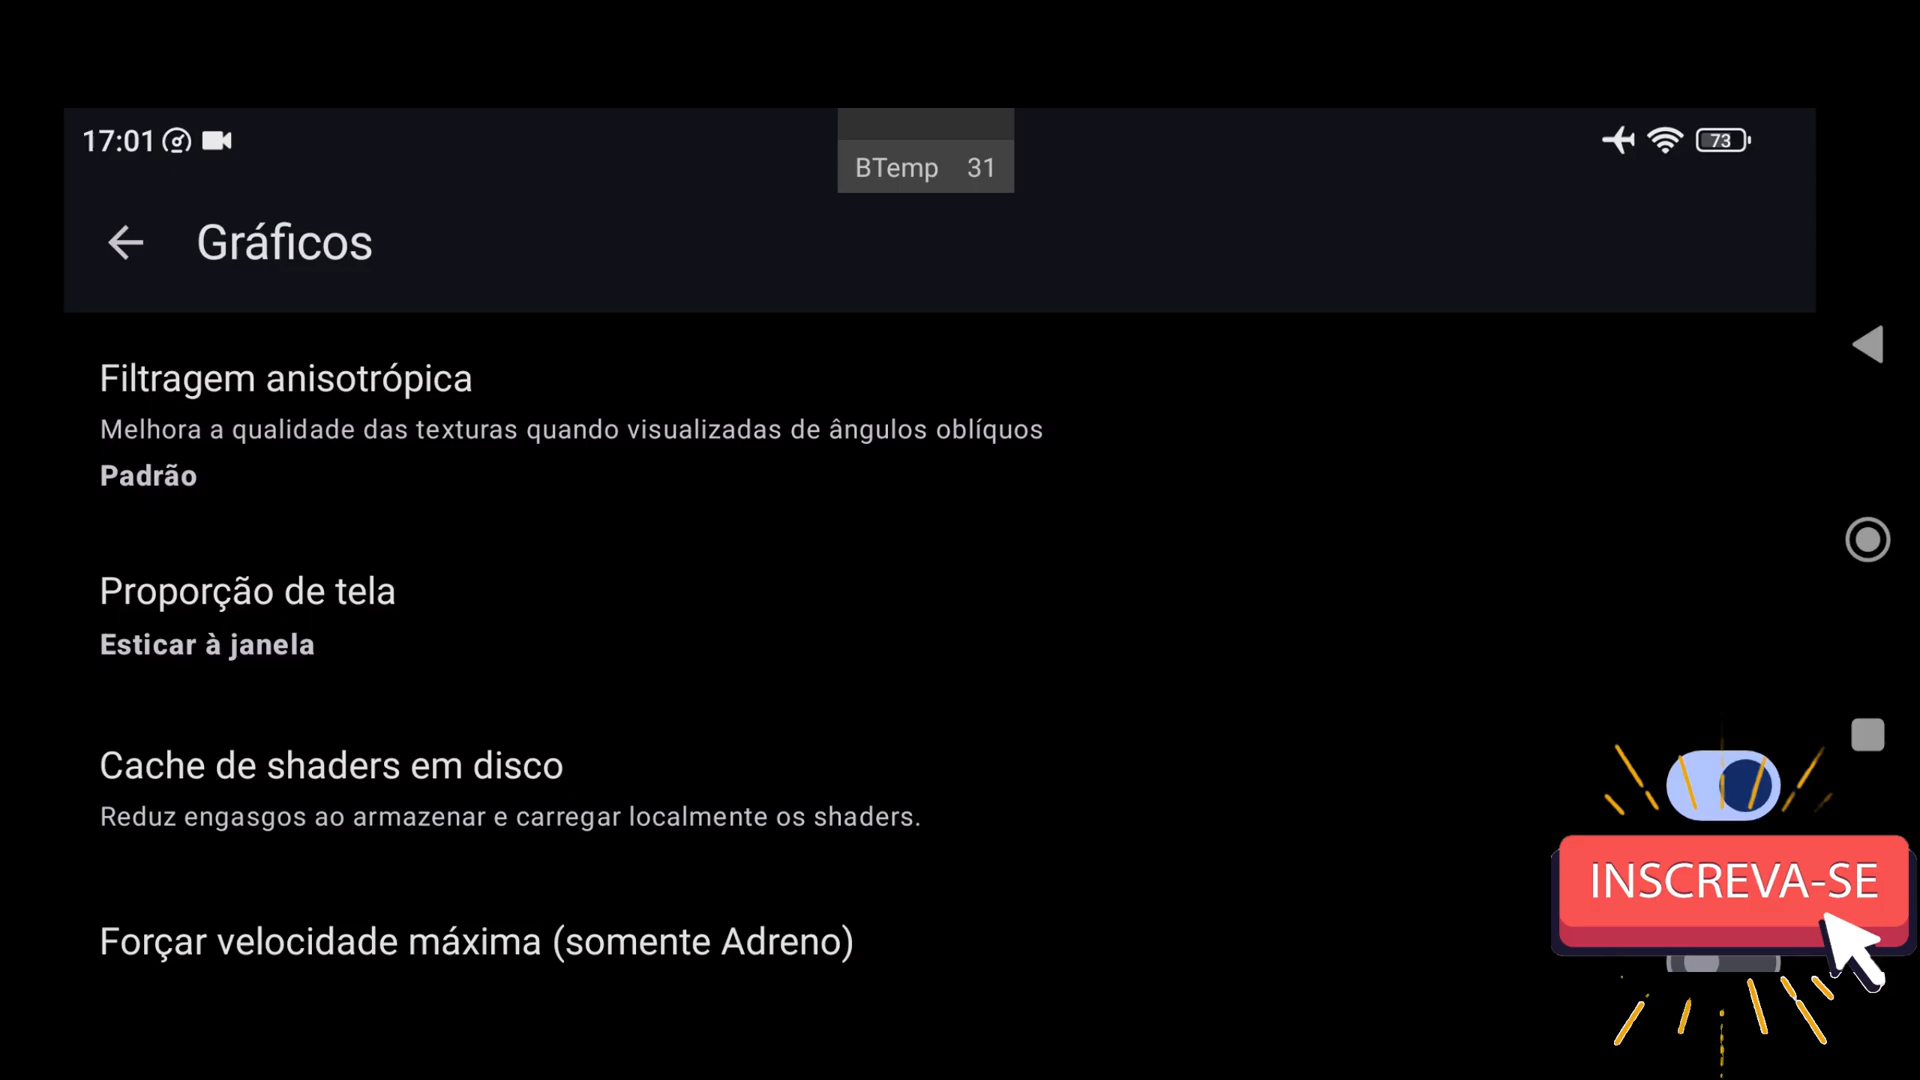 17:01
73
BTemp 31
Gráficos
Filtragem anisotrópica
Melhora a qualidade das texturas quando visualizadas de ângulos oblíquos
Padrão
Proporção de tela
Esticar à janela
Cache de shaders em disco
Reduz engasgos ao armazenar e carregar localmente os shaders.
INSCREVA-SE
Forçar velocidade máxima (somente Adreno)